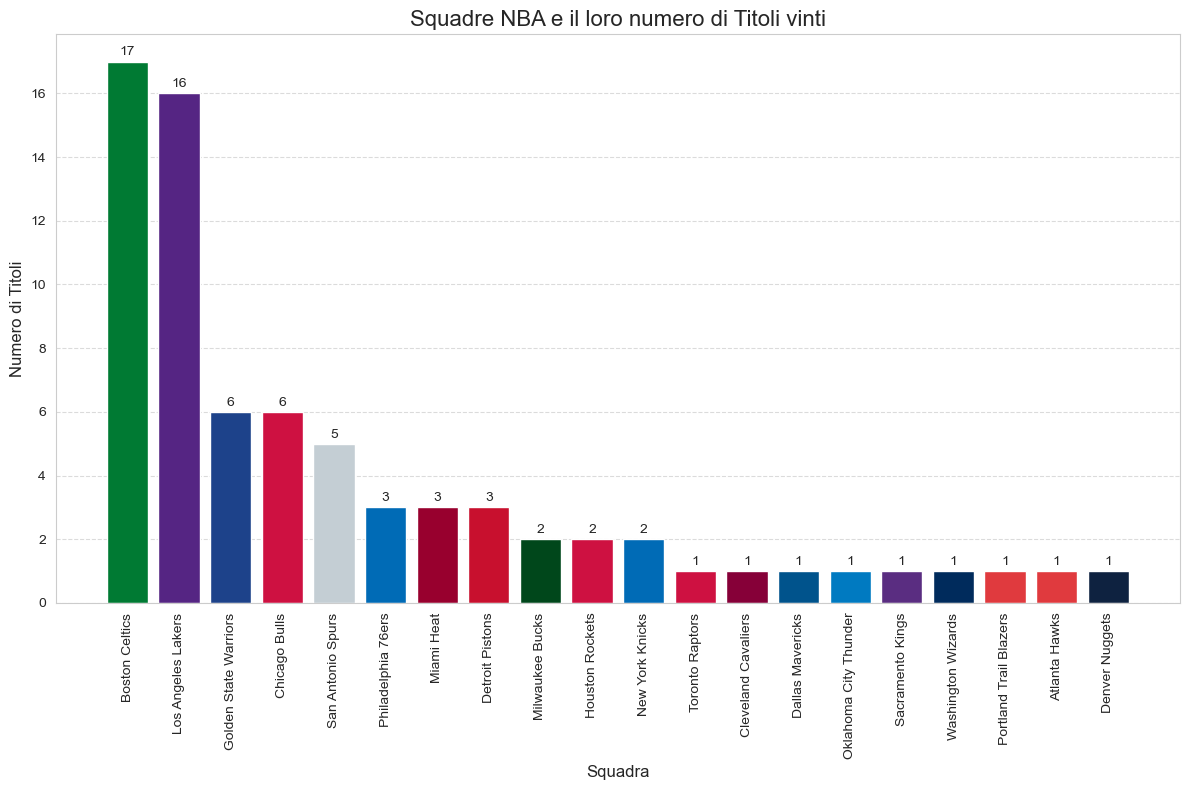 Squadre NBA e il loro numero di Titoli vinti
Numero di Titoli
16
14
12
10
8
6
4
2
0
17
16
6
6
5
3
3
3
2
2
2
1
1
1
1
1
1
1
1
1
Boston Celtics
Los Angeles Lakers
Golden State Warriors
Chicago Bulls
San Antonio Spurs
Philadelphia 76ers
Miami Heat
Detroit Pistons
Milwaukee Bucks
Houston Rockets
New York Knicks
Toronto Raptors
Cleveland Cavaliers
Dallas Mavericks
Oklahoma City Thunder
Sacramento Kings
Washington Wizards
Portland Trail Blazers
Atlanta Hawks
Denver Nuggets
Squadra